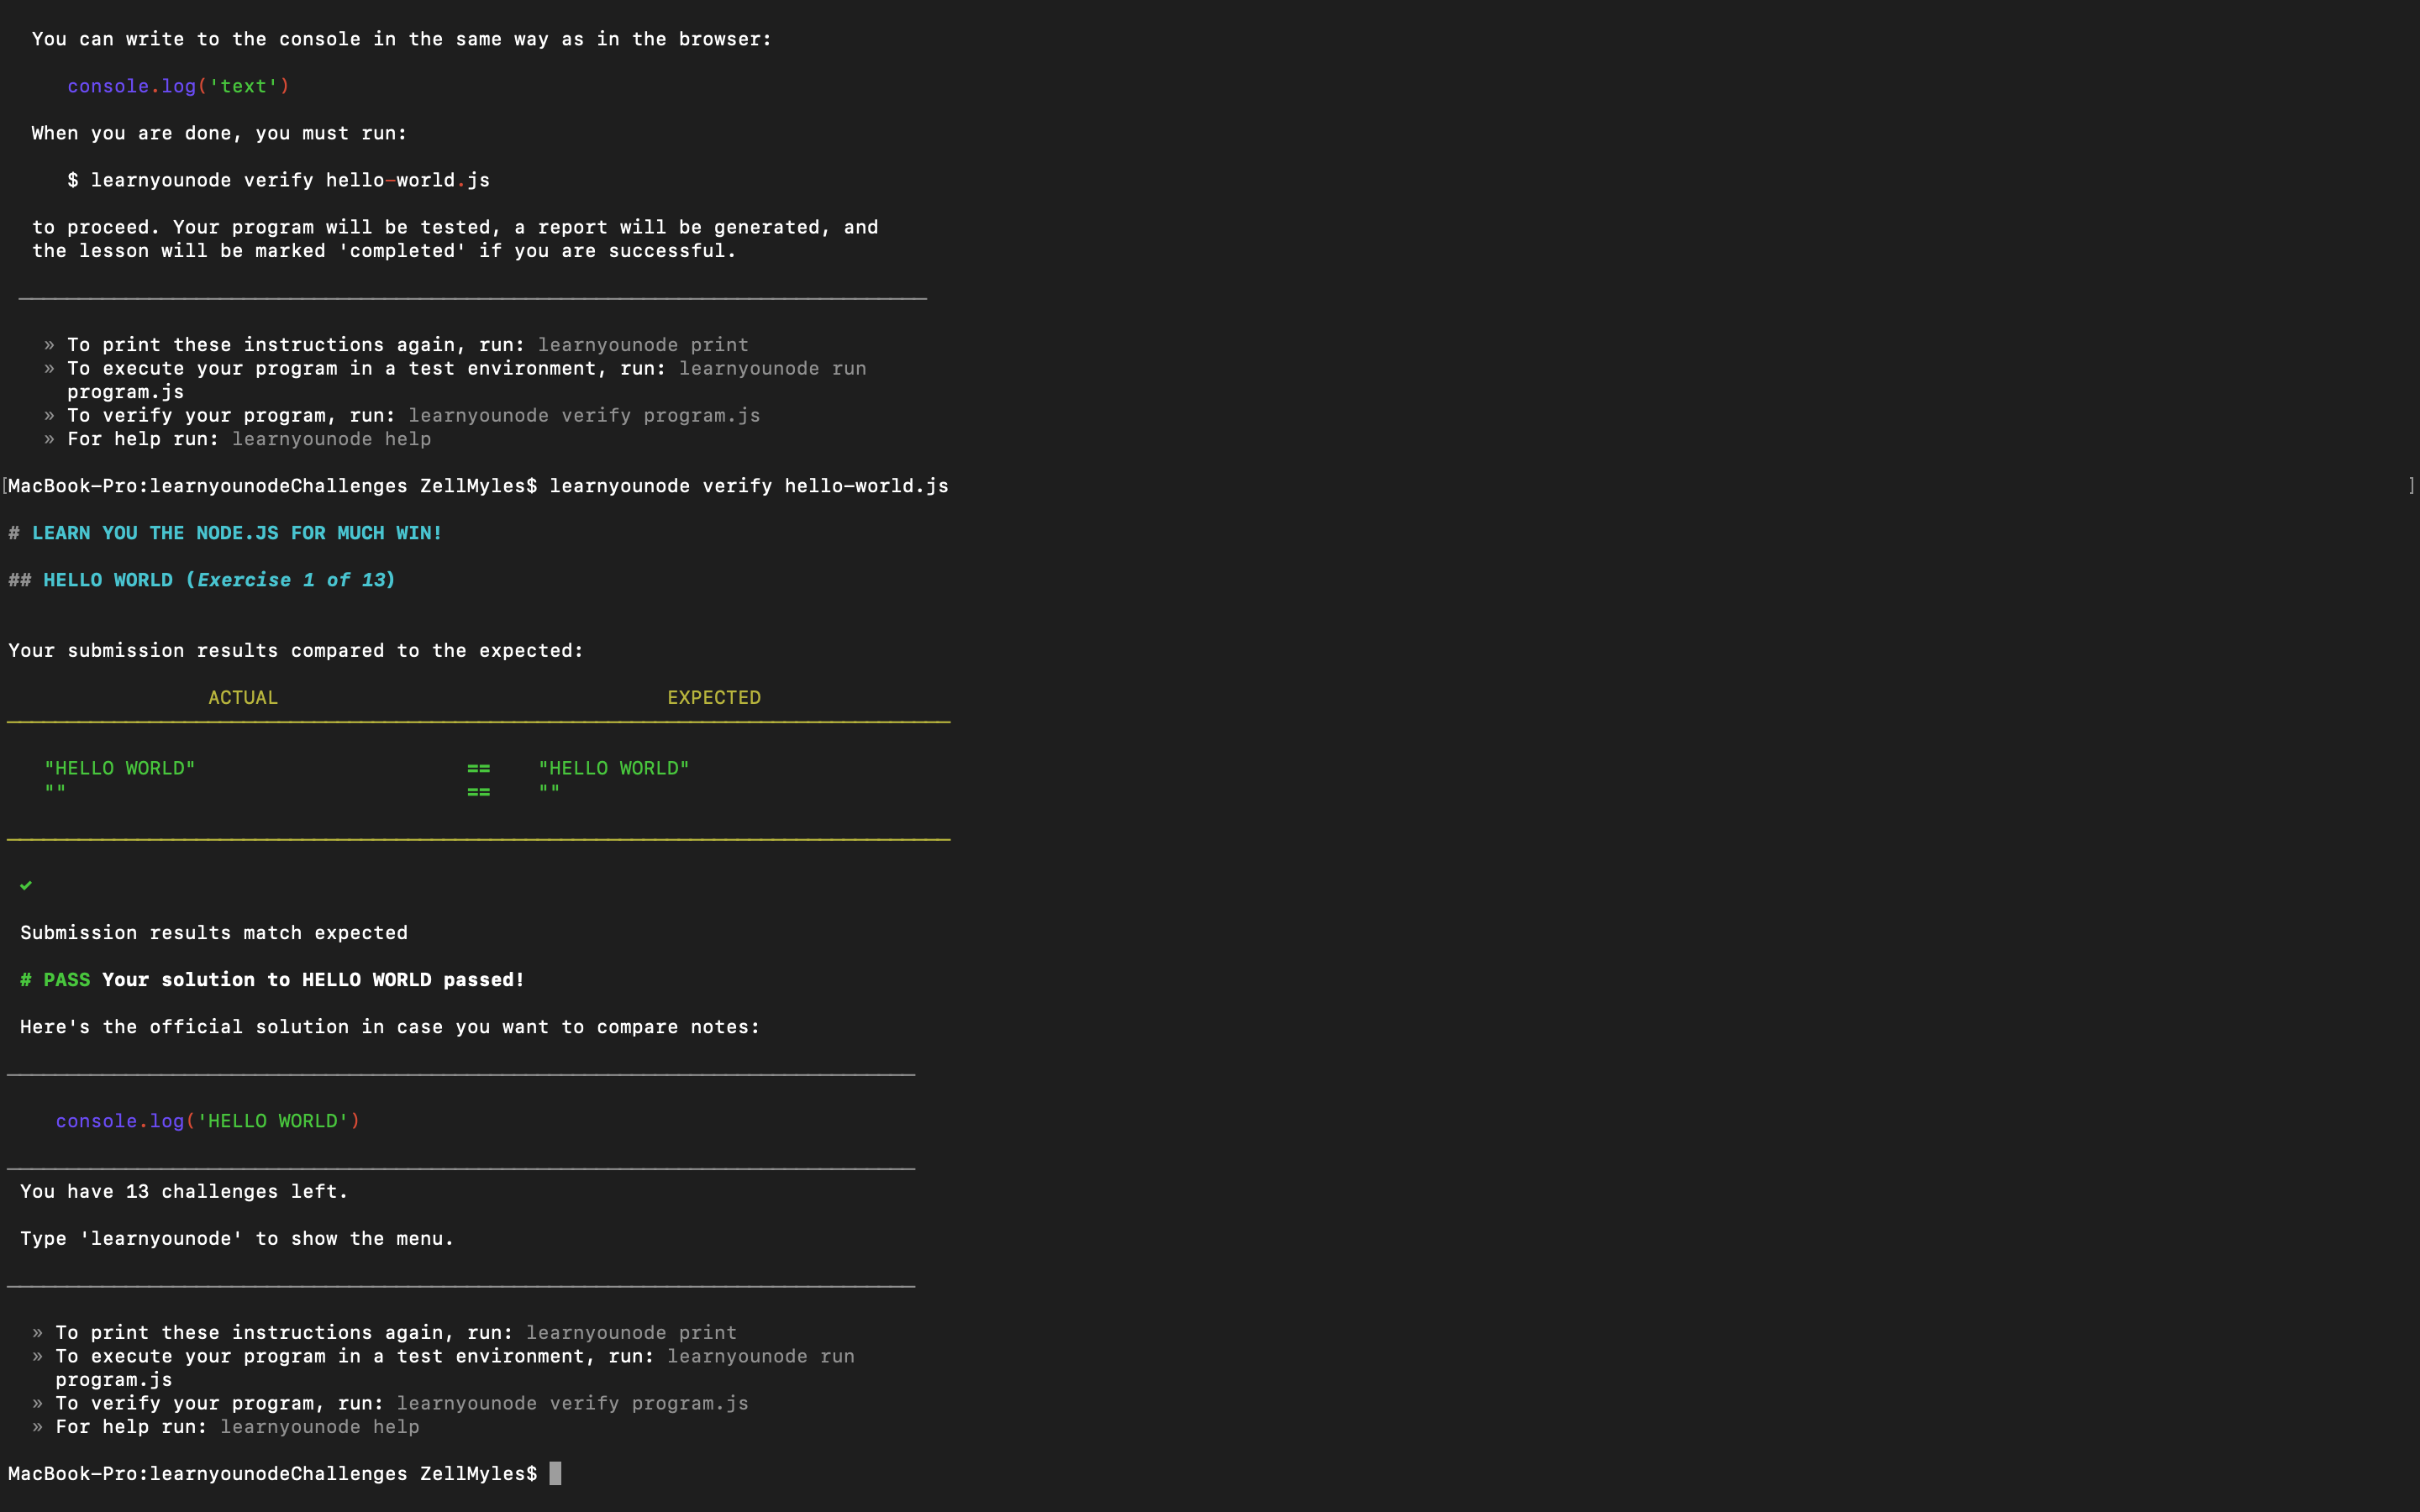 You can write to the console in the same way as in the browser:
console.log('text')
When you are done, you must run:
$ learnyounode verify hello-world.js
to proceed. Your program will be tested, a report will be generated, and
the lesson will be marked 'completed' if you are successful.
» To print these instructions again, run: learnyounode print
» To execute your program in a test environment, run: learnyounode run
program.js
» To verify your program, run: learnyounode verify program.js
» For help run: learnyounode help
[MacBook-Pro:learnyounodeChallenges ZellMyles$ learnyounode verify hello-world.js ]
# LEARN YOU THE NODE.JS FOR MUCH WIN!
## HELLO WORLD (Exercise 1 of 13)
Your submission results compared to the expected:
ACTUAL EXPECTED
"HELLO WORLD" == "HELLO WORLD"
"" == ""
✓
Submission results match expected
# PASS Your solution to HELLO WORLD passed!
Here's the official solution in case you want to compare notes:
console.log('HELLO WORLD')
You have 13 challenges left.
Type 'learnyounode' to show the menu.
» To print these instructions again, run: learnyounode print
» To execute your program in a test environment, run: learnyounode run
program.js
» To verify your program, run: learnyounode verify program.js
» For help run: learnyounode help
MacBook-Pro:learnyounodeChallenges ZellMyles$